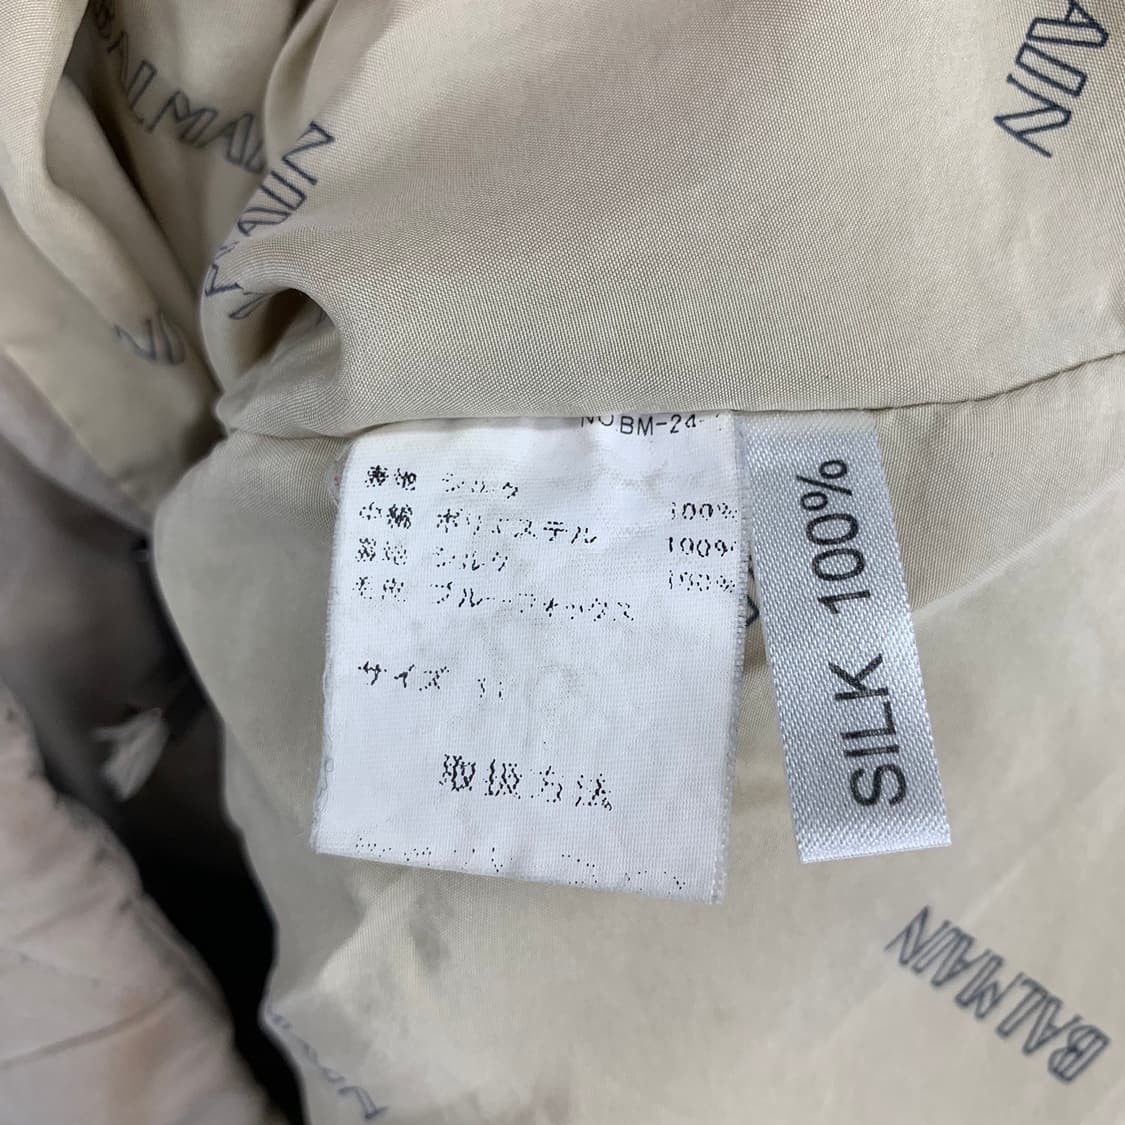 BALMAIN
NO.BM-24-
表地 シルク 100%
中綿 ポリエステル 100%
裏地 シルク 100%
毛皮 ブルーフォックス
サイズ 11
取扱方法
SILK 100%
BALMAIN